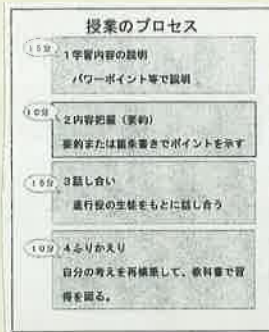 授業のプロセス
15分
1学習内容の説明
パワーポイント等で説明
10分
2内容把握（要約）
要約または箇条書きでポイントを示す
15分
3話し合い
進行役の生徒をもとに話し合う
10分
4ふりかえり
自分の考えを再構築して、教科書で習
得を図る。